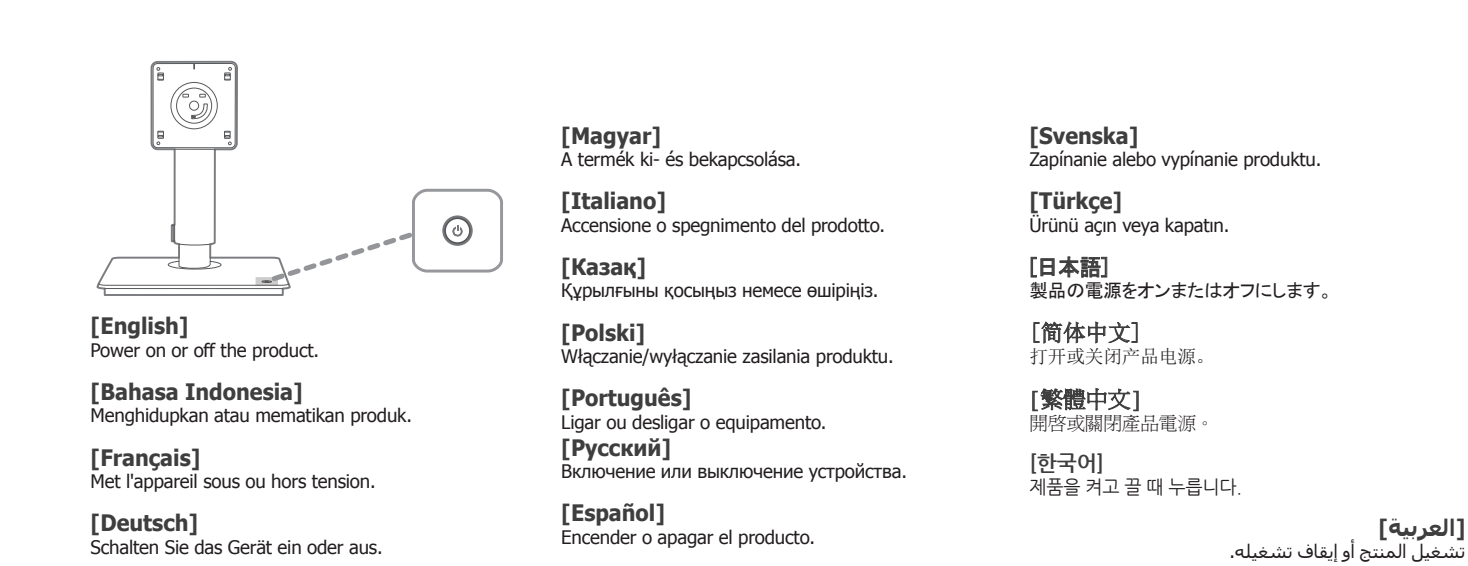 [English]
Power on or off the product.
[Bahasa Indonesia]
Menghidupkan atau mematikan produk.
[Français]
Met l'appareil sous ou hors tension.
[Deutsch]
Schalten Sie das Gerät ein oder aus.
[Magyar]
A termék ki- és bekapcsolása.
[Italiano]
Accensione o spegnimento del prodotto.
[Казақ]
Құрылғыны қосыңыз немесе өшіріңіз.
[Polski]
Włączanie/wyłączanie zasilania produktu.
[Português]
Ligar ou desligar o equipamento.
[Русский]
Включение или выключение устройства.
[Español]
Encender o apagar el producto.
[Svenska]
Zapínanie alebo vypínanie produktu.
[Türkçe]
Ürünü açın veya kapatın.
[日本語]
製品の電源をオンまたはオフにします。
[简体中文]
打开或关闭产品电源。
[繁體中文]
開啓或關閉產品電源。
[한국어]
제품을 켜고 끌 때 누릅니다.
[العربية]
تشغيل المنتج أو إيقاف تشغيله.